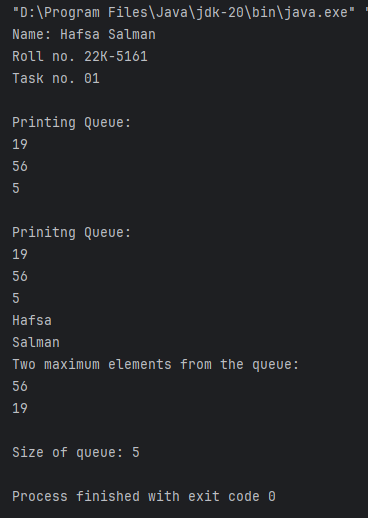 "D:\Program Files\Java\jdk-20\bin\java.exe" "
Name: Hafsa Salman
Roll no. 22K-5161
Task no. 01
Printing Queue:
19
56
5
Prinitng Queue:
19
56
5
Hafsa
Salman
Two maximum elements from the queue:
56
19
Size of queue: 5
Process finished with exit code 0